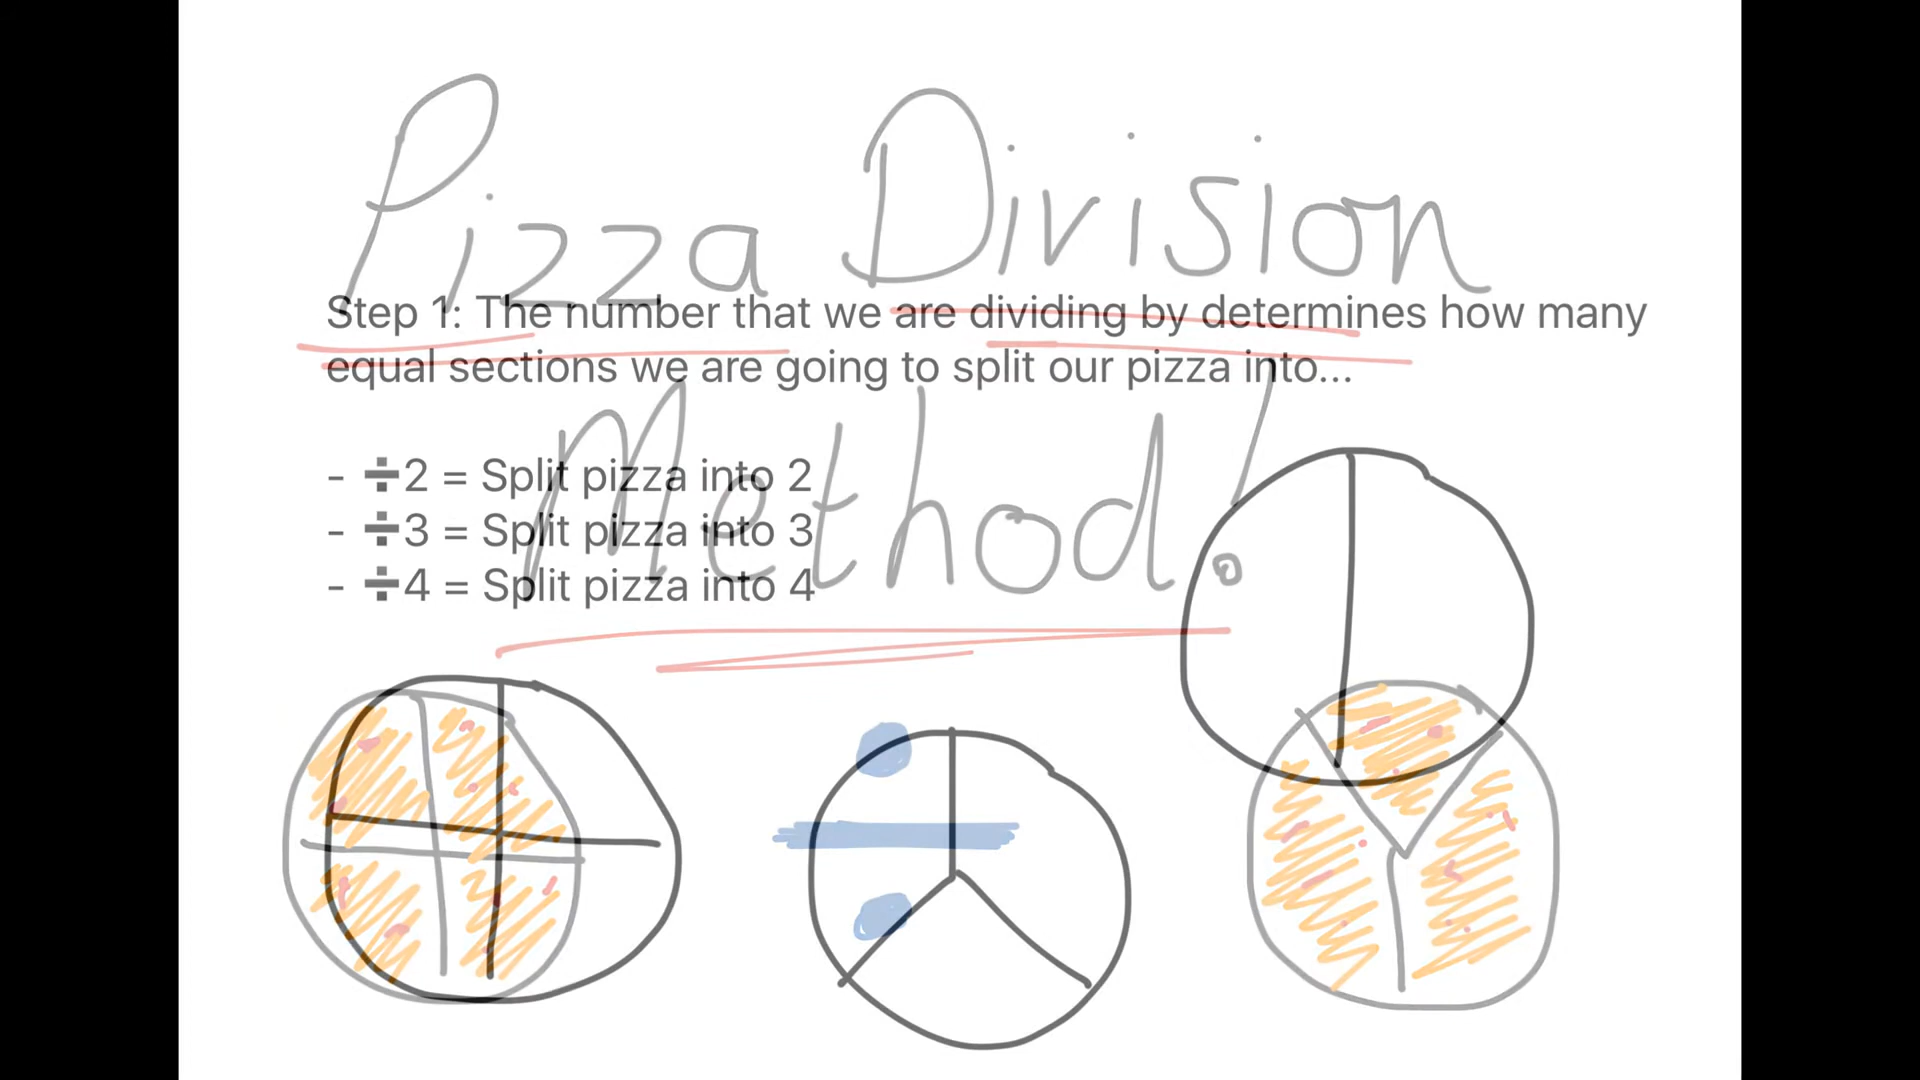 Pizza Division
Step 1: The number that we are dividing by determines how many
equal sections we are going to split our pizza into...
Method!
- ÷2 = Split pizza into 2
- ÷3 = Split pizza into 3
- ÷4 = Split pizza into 4